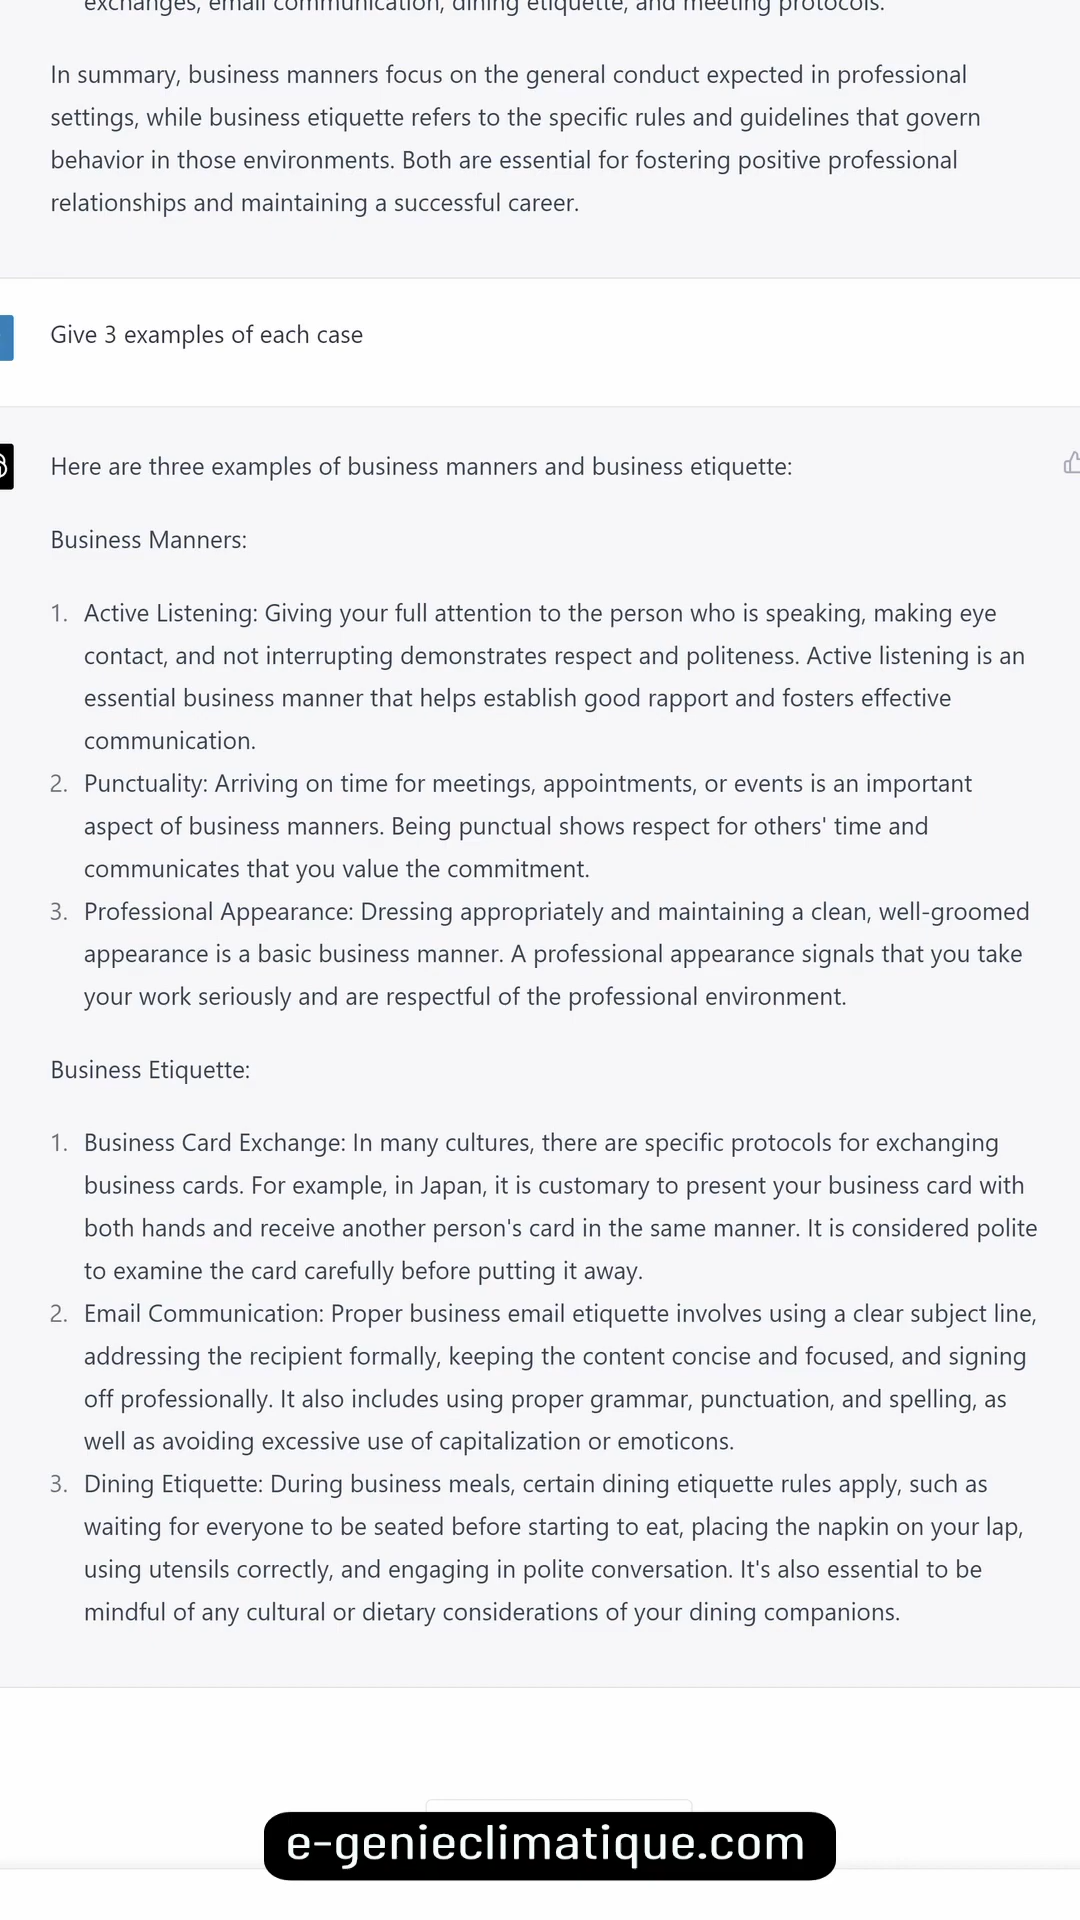 exchanges, email communication, dining etiquette, and meeting protocols.
In summary, business manners focus on the general conduct expected in professional
settings, while business etiquette refers to the specific rules and guidelines that govern
behavior in those environments. Both are essential for fostering positive professional
relationships and maintaining a successful career.
Give 3 examples of each case
Here are three examples of business manners and business etiquette:
Business Manners:
1. Active Listening: Giving your full attention to the person who is speaking, making eye
contact, and not interrupting demonstrates respect and politeness. Active listening is an
essential business manner that helps establish good rapport and fosters effective
communication.
2. Punctuality: Arriving on time for meetings, appointments, or events is an important
aspect of business manners. Being punctual shows respect for others' time and
communicates that you value the commitment.
3. Professional Appearance: Dressing appropriately and maintaining a clean, well-groomed
appearance is a basic business manner. A professional appearance signals that you take
your work seriously and are respectful of the professional environment.
Business Etiquette:
1. Business Card Exchange: In many cultures, there are specific protocols for exchanging
business cards. For example, in Japan, it is customary to present your business card with
both hands and receive another person's card in the same manner. It is considered polite
to examine the card carefully before putting it away.
2. Email Communication: Proper business email etiquette involves using a clear subject line,
addressing the recipient formally, keeping the content concise and focused, and signing
off professionally. It also includes using proper grammar, punctuation, and spelling, as
well as avoiding excessive use of capitalization or emoticons.
3. Dining Etiquette: During business meals, certain dining etiquette rules apply, such as
waiting for everyone to be seated before starting to eat, placing the napkin on your lap,
using utensils correctly, and engaging in polite conversation. It's also essential to be
mindful of any cultural or dietary considerations of your dining companions.
e-genieclimatique.com